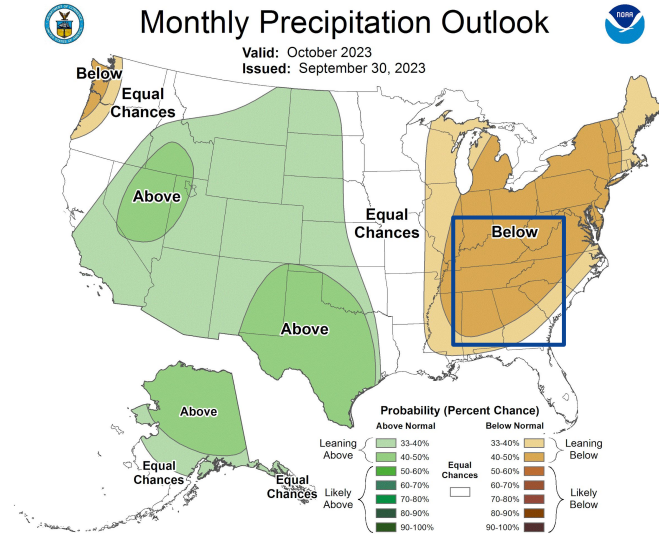 Monthly Precipitation Outlook
NOAA
Valid: October 2023
Issued: September 30, 2023
Below
Equal
Chances
Above
Equal
Chances
Below
Above
Above
Equal
Chances
Equal
Chances
Probability (Percent Chance)
Above Normal
Below Normal
Leaning
Above
33-40%
40-50%
50-60%
60-70%
70-80%
80-90%
90-100%
Likely
Above
Equal
Chances
33-40%
40-50%
50-60%
60-70%
70-80%
80-90%
90-100%
Leaning
Below
Likely
Below